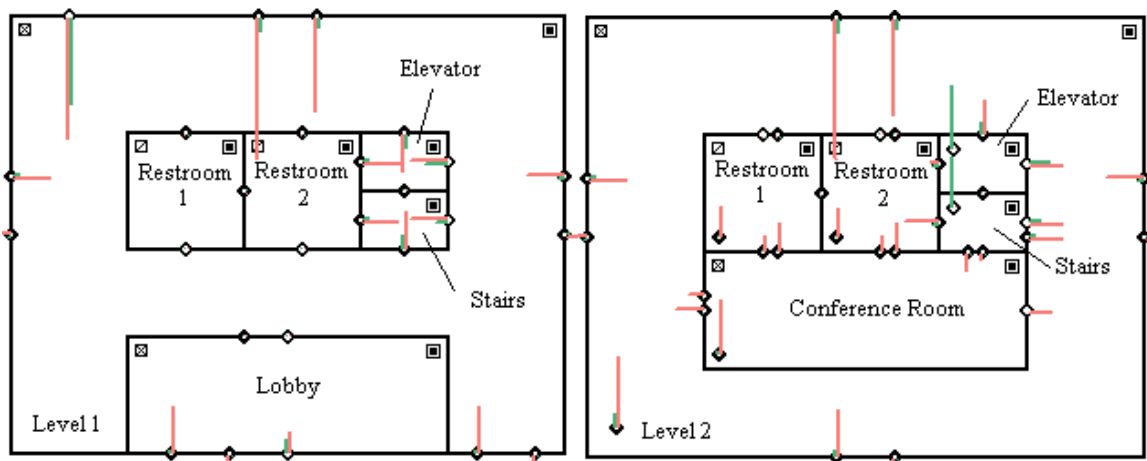 Elevator
Restroom
1
Restroom
2
Stairs
Lobby
Level 1
Elevator
Restroom
1
Restroom
2
Stairs
Conference Room
Level 2